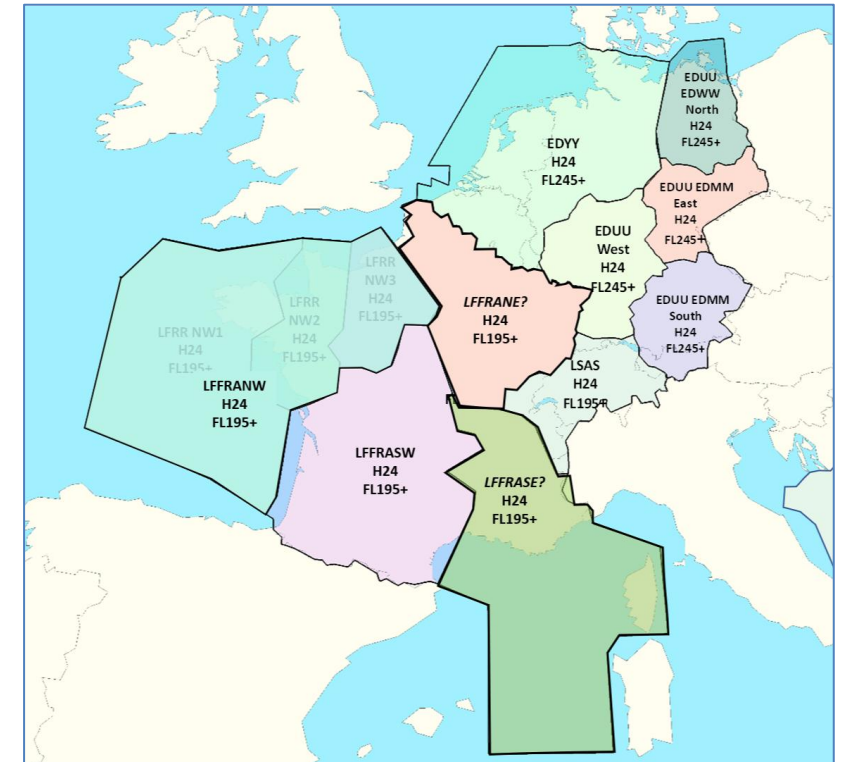 EDUU
EDWW
North
H24
FL245+
EDYY
H24
FL245+
EDUU EDMM
East
H24
FL245+
EDUU
West
H24
FL245+
LFRR
NW3
H24
FL195+
LFRR
NW2
H24
FL195+
LFRR NW1
H24
FL195+
LFFRANE?
H24
FL195+
EDUU EDMM
South
H24
FL245+
LSAS
H24
FL195+
LFFRANW
H24
FL195+
LFFRASW
H24
FL195+
LFFRASE?
H24
FL195+